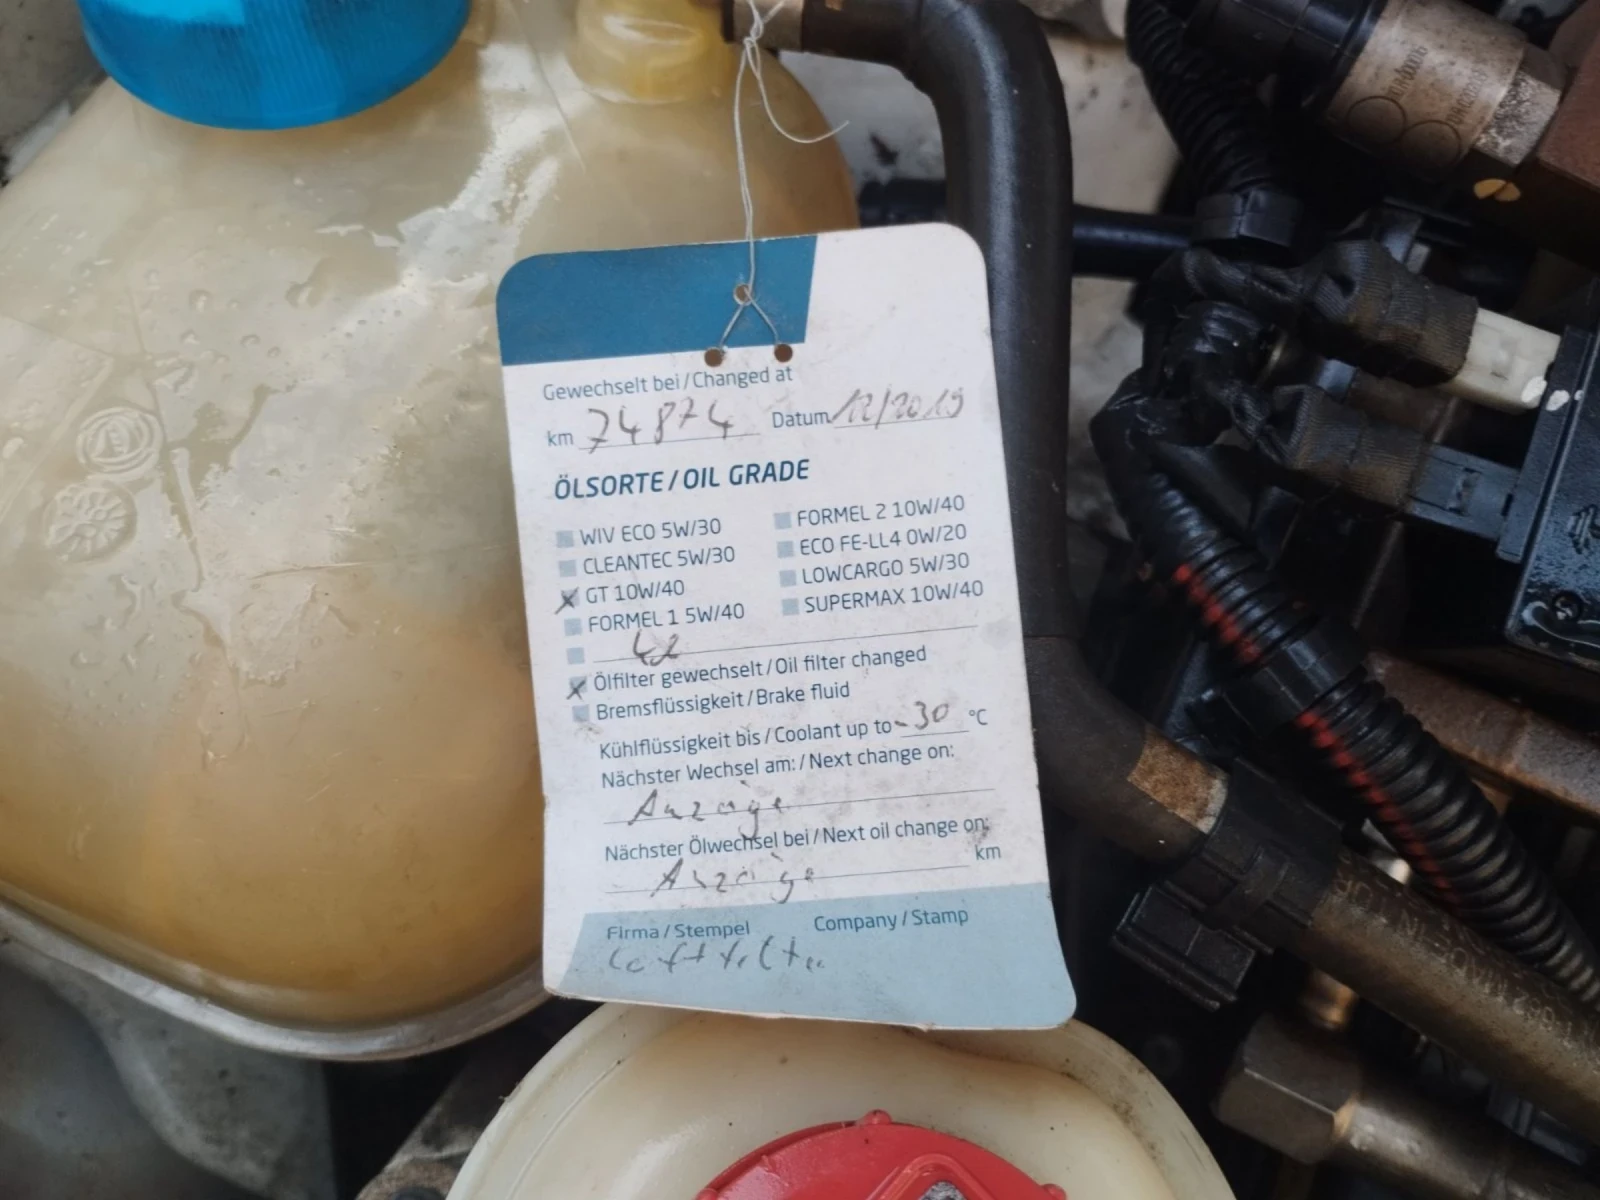 Gewechselt bei / Changed at
km 74874 Datum 12/2019
ÖLSORTE / OIL GRADE
WIV ECO 5W/30
CLEANTEC 5W/30
GT 10W/40
FORMEL 1 5W/40
FORMEL 2 10W/40
ECO FE-LL4 0W/20
LOWCARGO 5W/30
SUPERMAX 10W/40
4l
Ölfilter gewechselt / Oil filter changed
Bremsflüssigkeit / Brake fluid
Kühlflüssigkeit bis / Coolant up to -30 °C
Nächster Wechsel am: / Next change on:
Anzeige
Nächster Ölwechsel bei / Next oil change on:
Anzeige km
Firma / Stempel Company / Stamp
Luftfilter